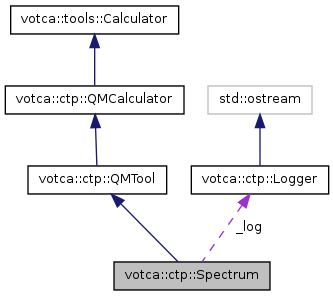 votca::tools::Calculator
votca::ctp::QMCalculator
std::ostream
votca::ctp::QMTool
votca::ctp::Logger
_log
votca::ctp::Spectrum